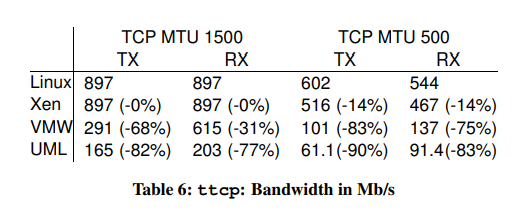 TCP MTU 1500 TCP MTU 500
TX RX TX RX
Linux 897 897 602 544
Xen 897 (-0%) 897 (-0%) 516 (-14%) 467 (-14%)
VMW 291 (-68%) 615 (-31%) 101 (-83%) 137 (-75%)
UML 165 (-82%) 203 (-77%) 61.1(-90%) 91.4(-83%)
Table 6: ttcp: Bandwidth in Mb/s